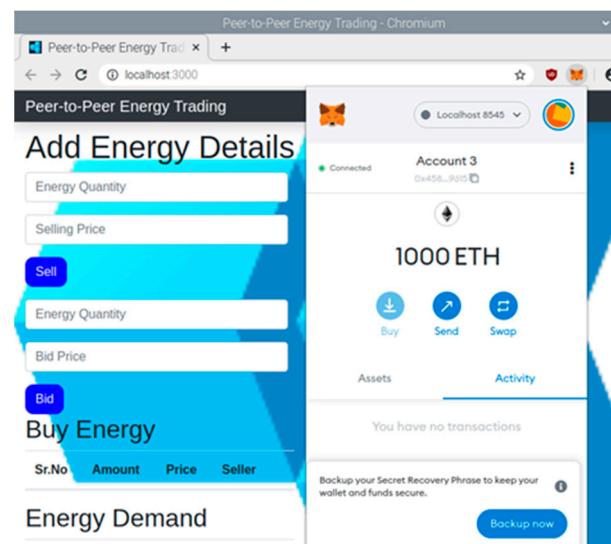 Peer-to-Peer Energy Trading - Chromium
Peer-to-Peer Energy Trad
localhost:3000
Peer-to-Peer Energy Trading
Add Energy Details
Energy Quantity
Selling Price
Sell
Energy Quantity
Bid Price
Bid
Buy Energy
Sr.No Amount Price Seller
Energy Demand
Localhost 8545
Connected
Account 3
1000 ETH
Buy Send Swap
Assets Activity
You have no transactions
Backup your Secret Recovery Phrase to keep your
wallet and funds secure.
Backup now